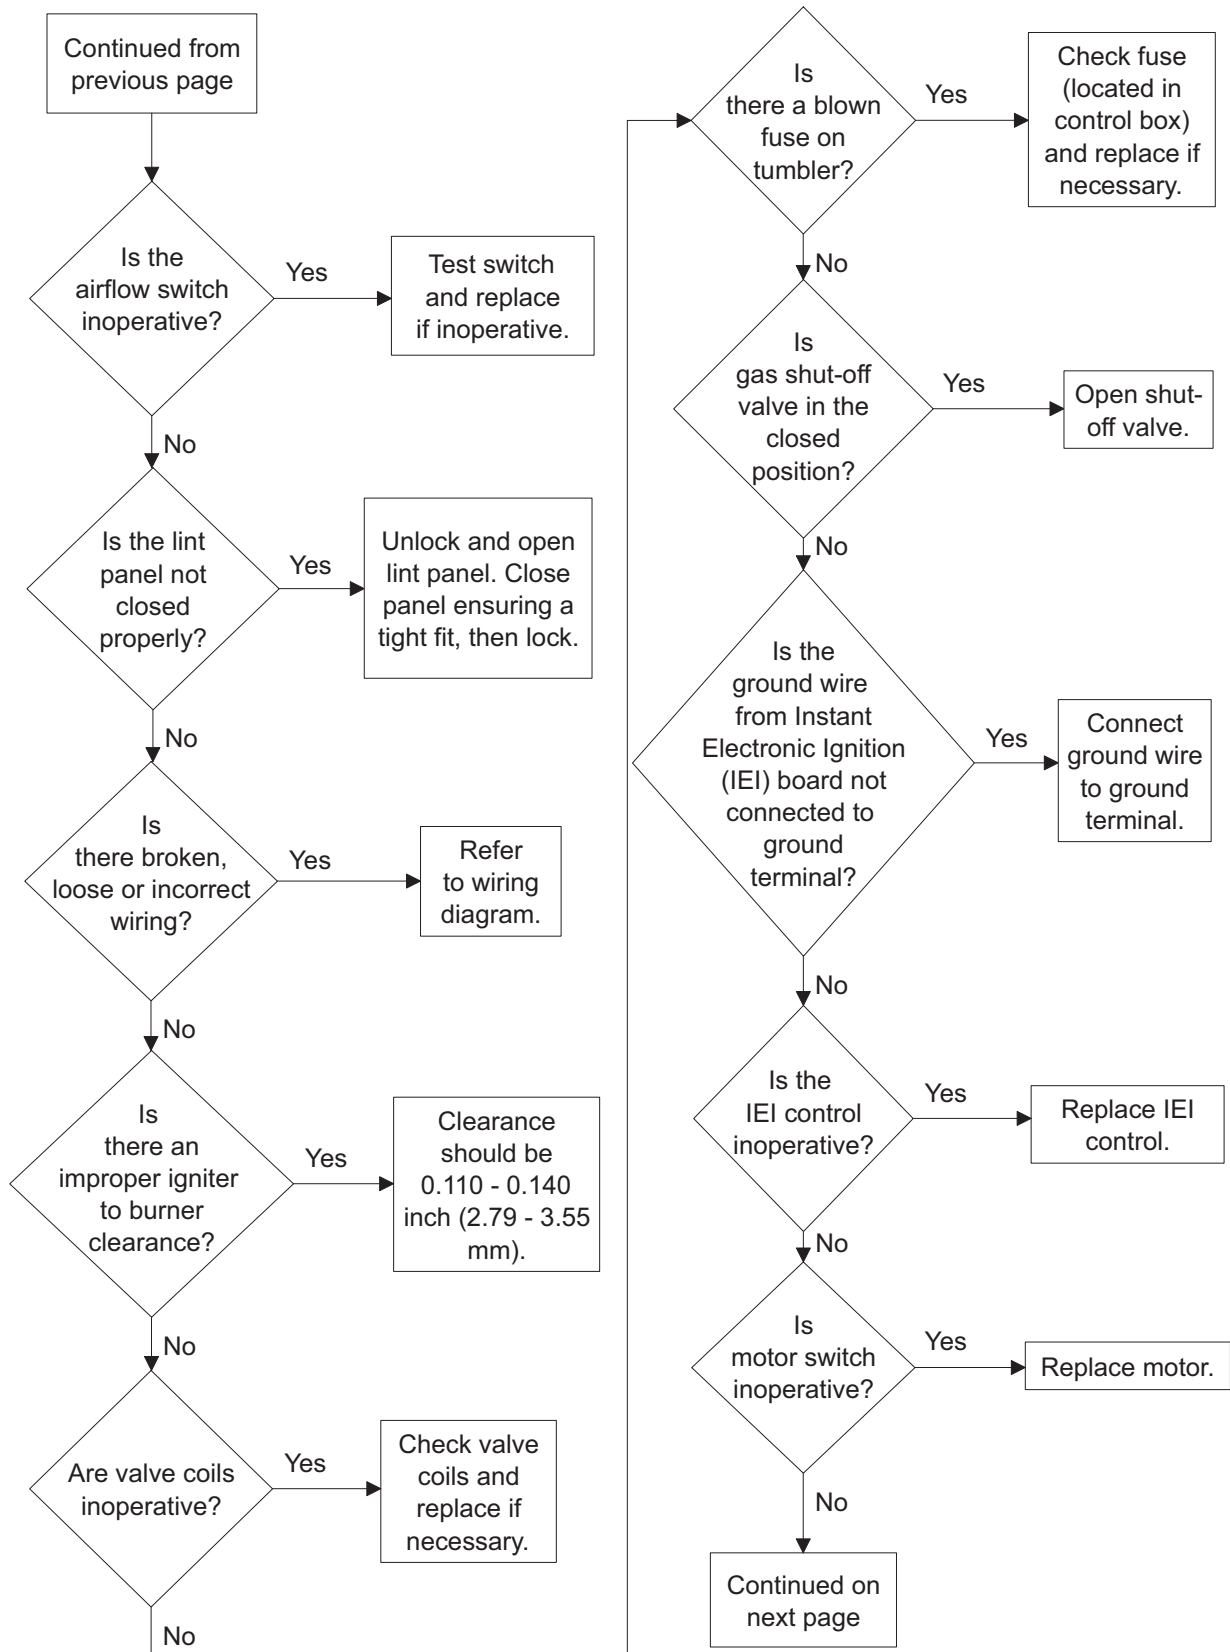 Continued from
previous page
Is the
airflow switch
inoperative?
Yes
Test switch
and replace
if inoperative.
No
Is the lint
panel not
closed
properly?
Yes
Unlock and open
lint panel. Close
panel ensuring a
tight fit, then lock.
No
Is
there broken,
loose or incorrect
wiring?
Yes
Refer
to wiring
diagram.
No
Is
there an
improper igniter
to burner
clearance?
Yes
Clearance
should be
0.110 - 0.140
inch (2.79 - 3.55
mm).
No
Are valve coils
inoperative?
Yes
Check valve
coils and
replace if
necessary.
No
Is
there a blown
fuse on
tumbler?
Yes
Check fuse
(located in
control box)
and replace if
necessary.
No
Is
gas shut-off
valve in the
closed
position?
Yes
Open shut-
off valve.
No
Is the
ground wire
from Instant
Electronic Ignition
(IEI) board not
connected to
ground
terminal?
Yes
Connect
ground wire
to ground
terminal.
No
Is the
IEI control
inoperative?
Yes
Replace IEI
control.
No
Is
motor switch
inoperative?
Yes
Replace motor.
No
Continued on
next page